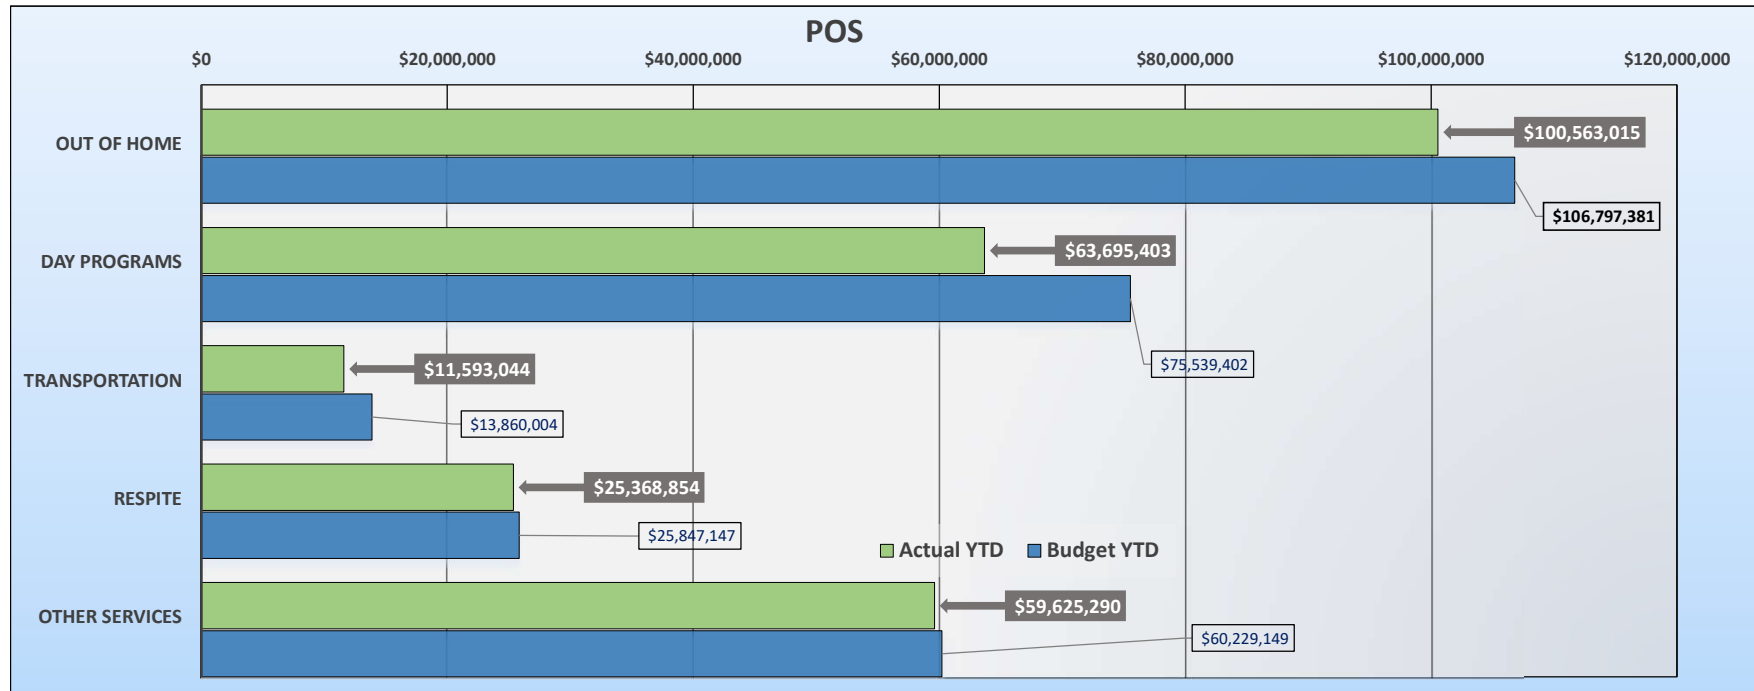 POS
$0 $20,000,000 $40,000,000 $60,000,000 $80,000,000 $100,000,000 $120,000,000
OUT OF HOME
$100,563,015
$106,797,381
DAY PROGRAMS
$63,695,403
$75,539,402
TRANSPORTATION
$11,593,044
$13,860,004
RESPITE
$25,368,854
$25,847,147
Actual YTD Budget YTD
OTHER SERVICES
$59,625,290
$60,229,149